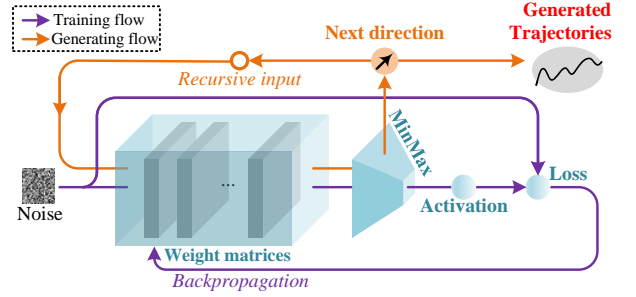 Training flow
Generating flow
Next direction
Generated
Trajectories
Recursive input
MinMax
Noise
...
Loss
Activation
Weight matrices
Backpropagation